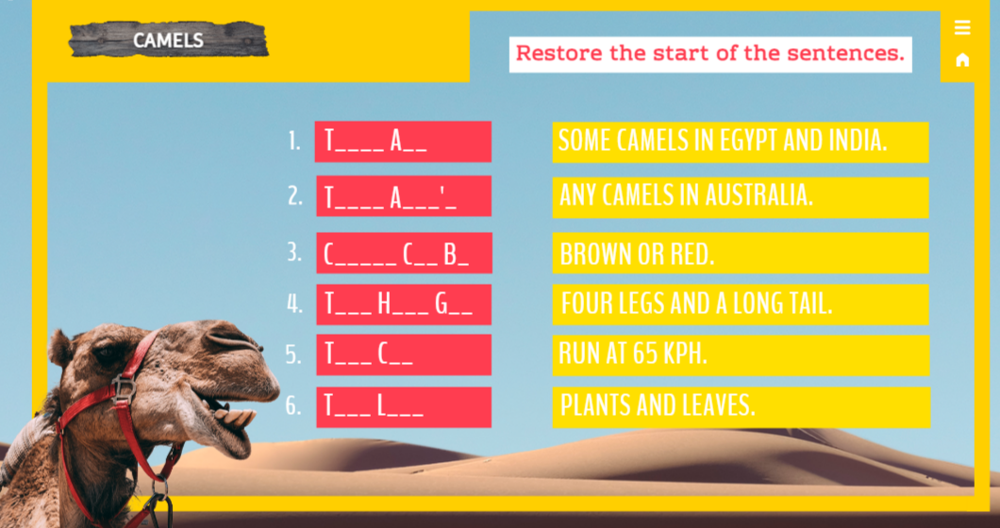 CAMELS
Restore the start of the sentences.
1. T____ A__ SOME CAMELS IN EGYPT AND INDIA.
2. T____ A___'_ ANY CAMELS IN AUSTRALIA.
3. C_____ C__ B_ BROWN OR RED.
4. T___ H___ G__ FOUR LEGS AND A LONG TAIL.
5. T___ C__ RUN AT 65 KPH.
6. T___ L___ PLANTS AND LEAVES.